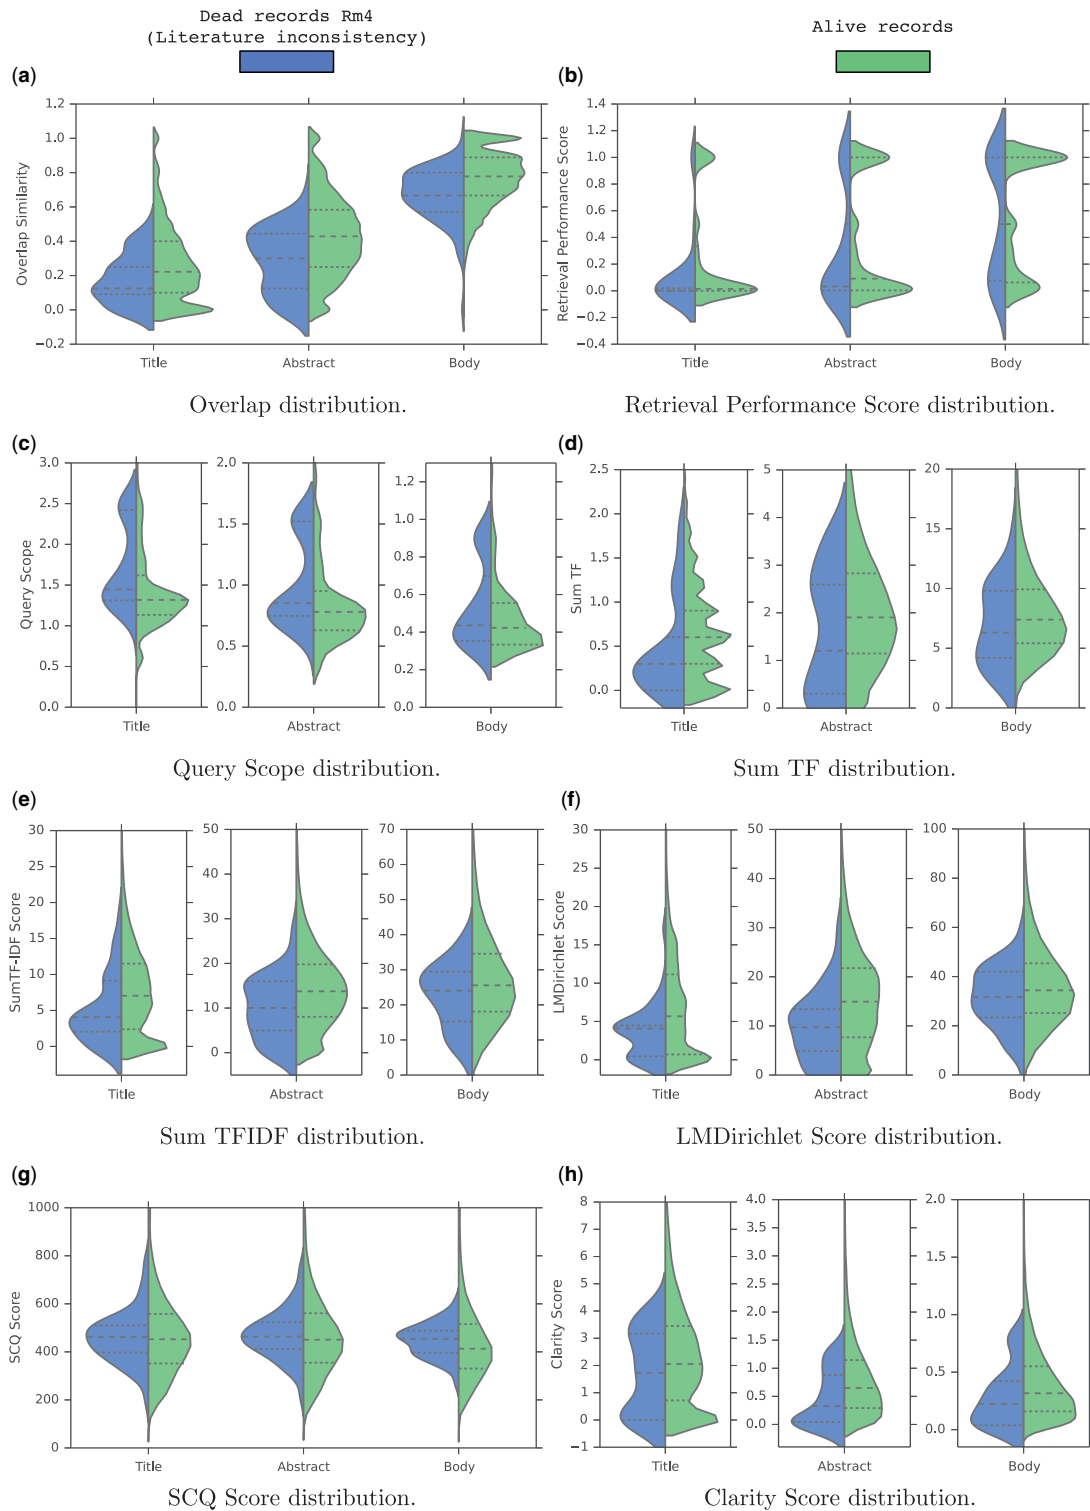 Dead records Rm4
(Literature inconsistency)
Alive records
(a)
Overlap Similarity
1.2
1.0
0.8
0.6
0.4
0.2
0.0
−0.2
Title
Abstract
Body
Overlap distribution.
(b)
Retrieval Performance Score
1.4
1.2
1.0
0.8
0.6
0.4
0.2
0.0
−0.2
−0.4
Title
Abstract
Body
Retrieval Performance Score distribution.
(c)
Query Scope
3.0
2.5
2.0
1.5
1.0
0.5
0.0
Title
2.0
1.5
1.0
0.5
0.0
Abstract
1.2
1.0
0.8
0.6
0.4
0.2
0.0
Body
Query Scope distribution.
(d)
Sum TF
2.5
2.0
1.5
1.0
0.5
0.0
Title
5
4
3
2
1
0
Abstract
20
15
10
5
0
Body
Sum TF distribution.
(e)
SumTF-IDF Score
30
25
20
15
10
5
0
Title
50
40
30
20
10
0
Abstract
70
60
50
40
30
20
10
0
Body
Sum TFIDF distribution.
(f)
LMDirichlet Score
30
25
20
15
10
5
0
Title
50
40
30
20
10
0
Abstract
100
80
60
40
20
0
Body
LMDirichlet Score distribution.
(g)
SCQ Score
1000
800
600
400
200
0
Title
Abstract
Body
SCQ Score distribution.
(h)
Clarity Score
8
7
6
5
4
3
2
1
0
−1
Title
4.0
3.5
3.0
2.5
2.0
1.5
1.0
0.5
0.0
Abstract
2.0
1.5
1.0
0.5
0.0
Body
Clarity Score distribution.